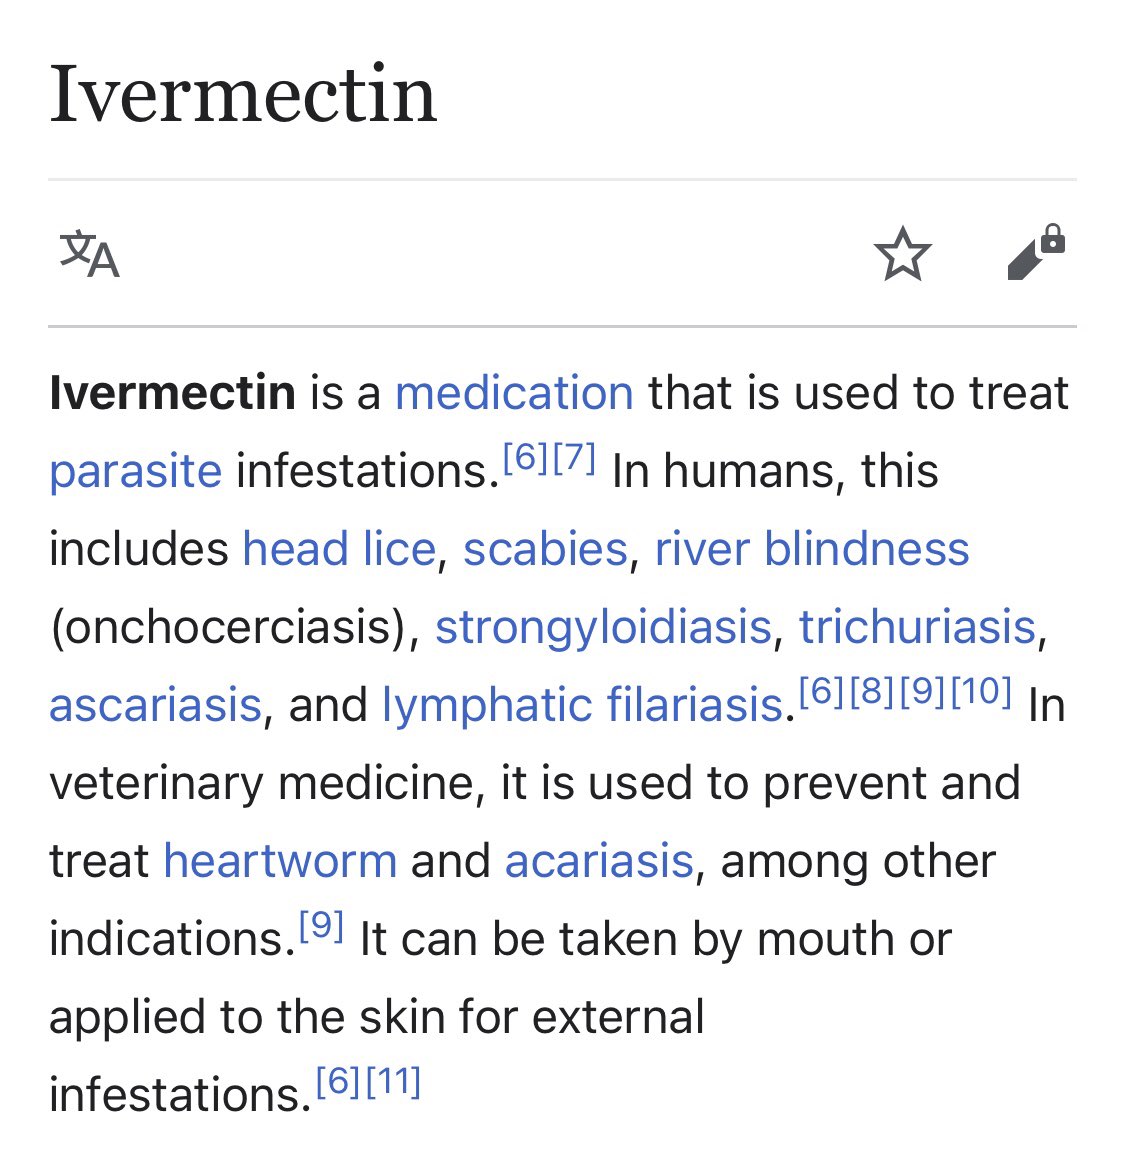 Ivermectin
文A
Ivermectin is a medication that is used to treat
parasite infestations.[6][7] In humans, this
includes head lice, scabies, river blindness
(onchocerciasis), strongyloidiasis, trichuriasis,
ascariasis, and lymphatic filariasis.[6][8][9][10] In
veterinary medicine, it is used to prevent and
treat heartworm and acariasis, among other
indications.[9] It can be taken by mouth or
applied to the skin for external
infestations.[6][11]